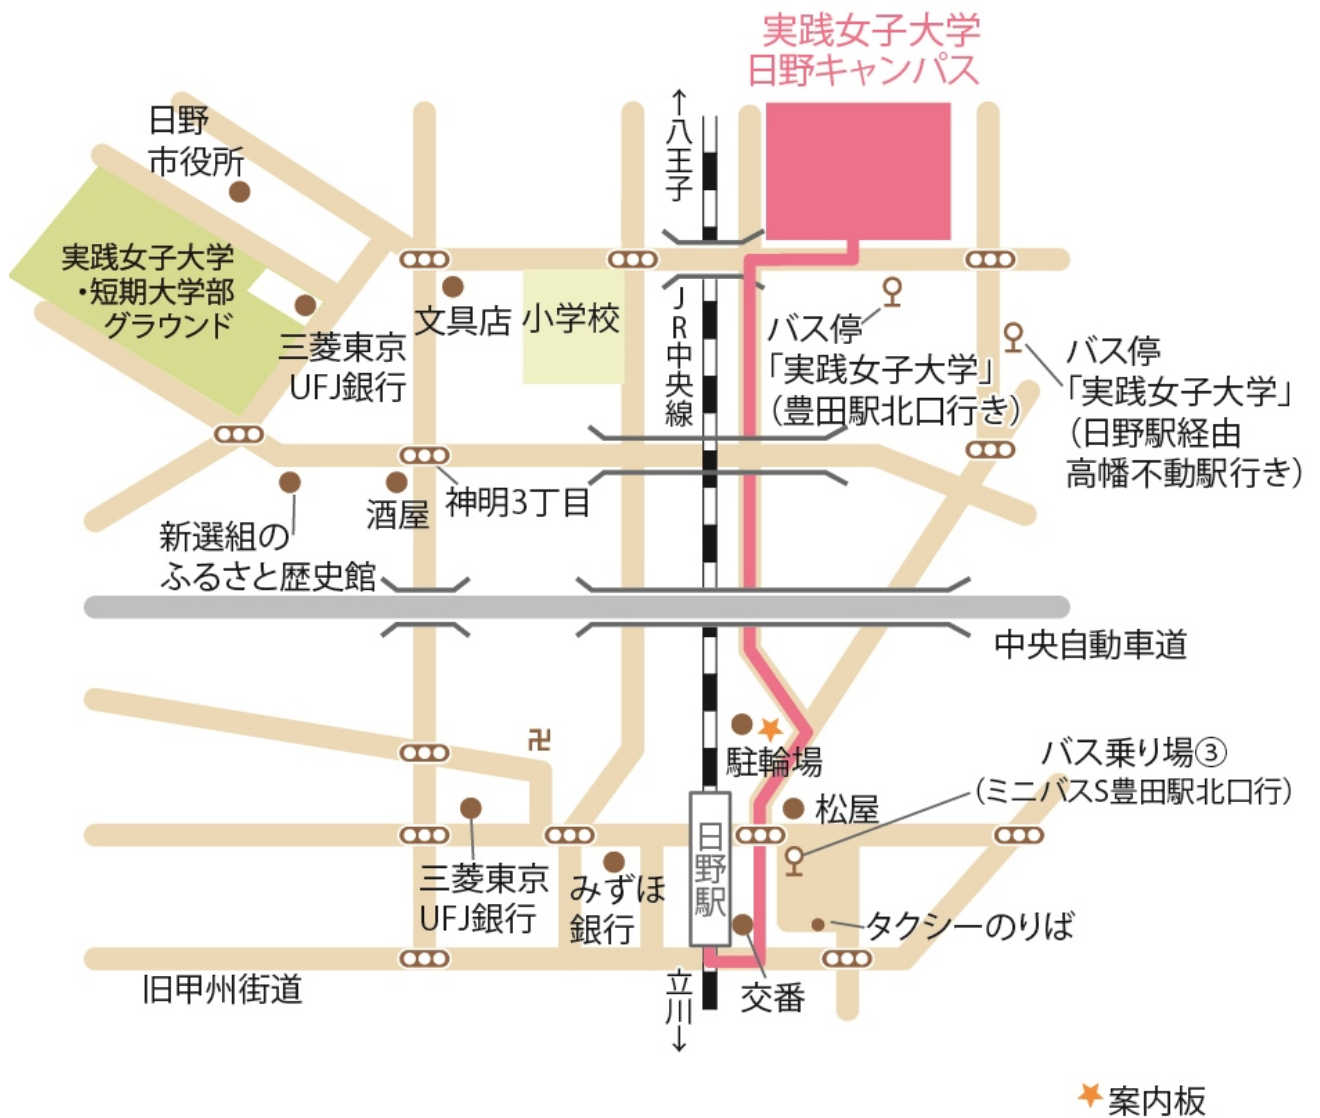 実践女子大学
日野キャンパス
↑八王子
日野
市役所
実践女子大学
・短期大学部
グラウンド
三菱東京
UFJ銀行
文具店
小学校
JR中央線
バス停
「実践女子大学」
（豊田駅北口行き）
バス停
「実践女子大学」
（日野駅経由
高幡不動駅行き）
新選組の
ふるさと歴史館
酒屋
神明3丁目
中央自動車道
卍
駐輪場
バス乗り場③
（ミニバスS豊田駅北口行）
松屋
日野駅
三菱東京
UFJ銀行
みずほ
銀行
タクシーのりば
旧甲州街道
立川↓
交番
案内板